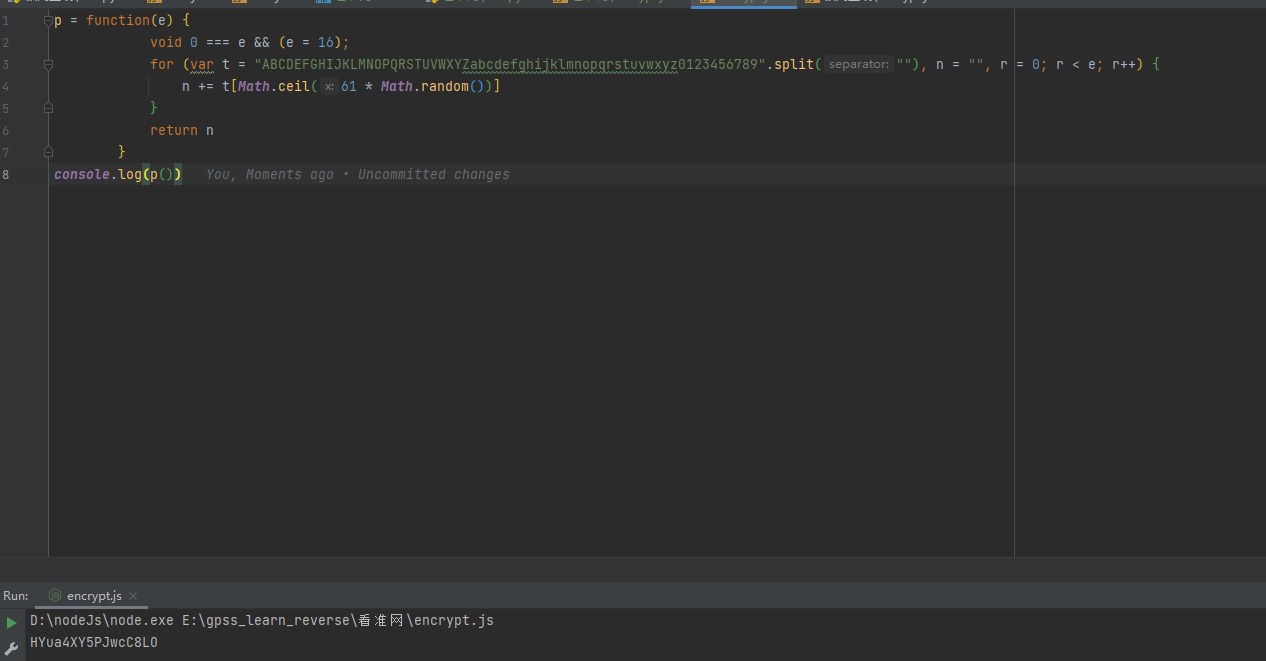 1 p = function(e) {
2 void 0 === e && (e = 16);
3 for (var t = "ABCDEFGHIJKLMNOPQRSTUVWXYZabcdefghijklmnopqrstuvwxyz0123456789".split( separator: ""), n = "", r = 0; r < e; r++) {
4 n += t[Math.ceil( x: 61 * Math.random())]
5 }
6 return n
7 }
8 console.log(p()) You, Moments ago • Uncommitted changes
Run: encrypt.js
D:\nodeJs\node.exe E:\gpss_learn_reverse\看准网\encrypt.js
HYua4XY5PJwcC8LO